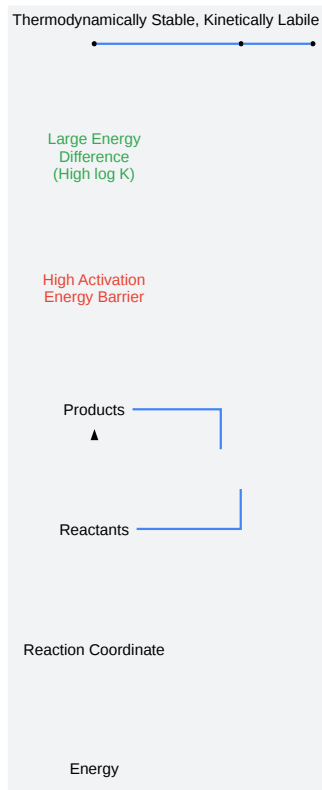 Thermodynamically Stable, Kinetically Labile
Large Energy
Difference
(High log K)
High Activation
Energy Barrier
Products
Reactants
Reaction Coordinate
Energy